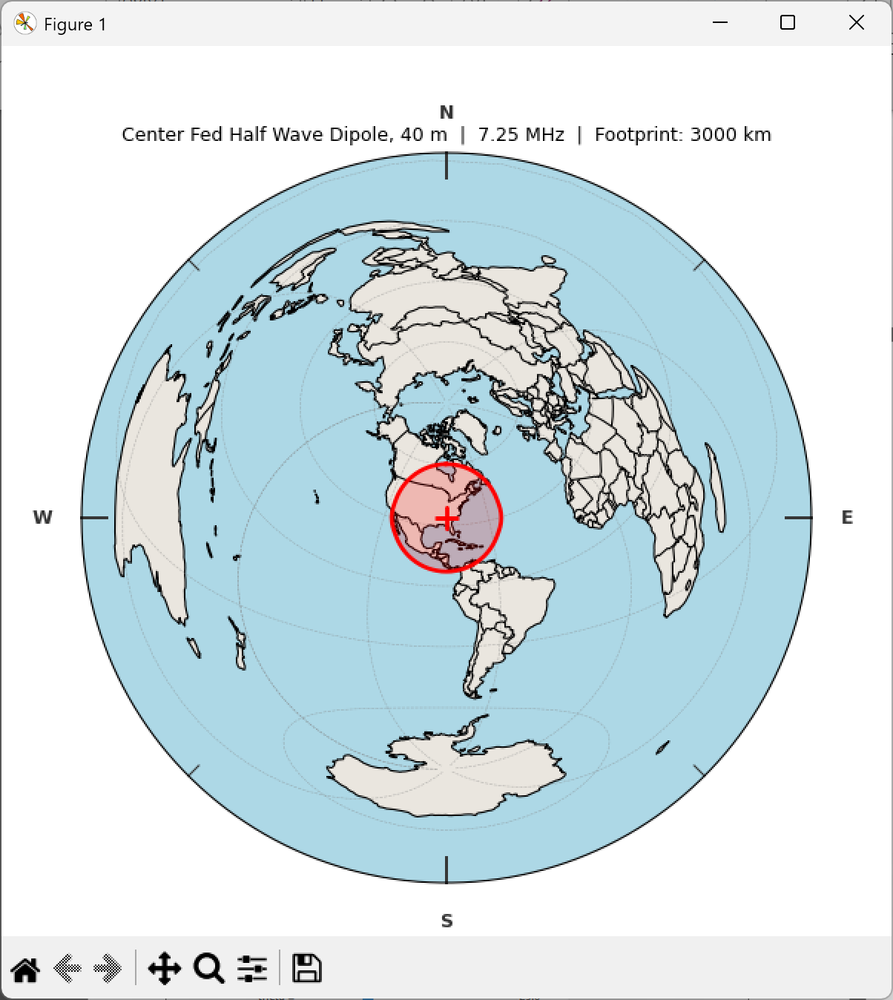 Figure 1
N
Center Fed Half Wave Dipole, 40 m | 7.25 MHz | Footprint: 3000 km
W
E
S